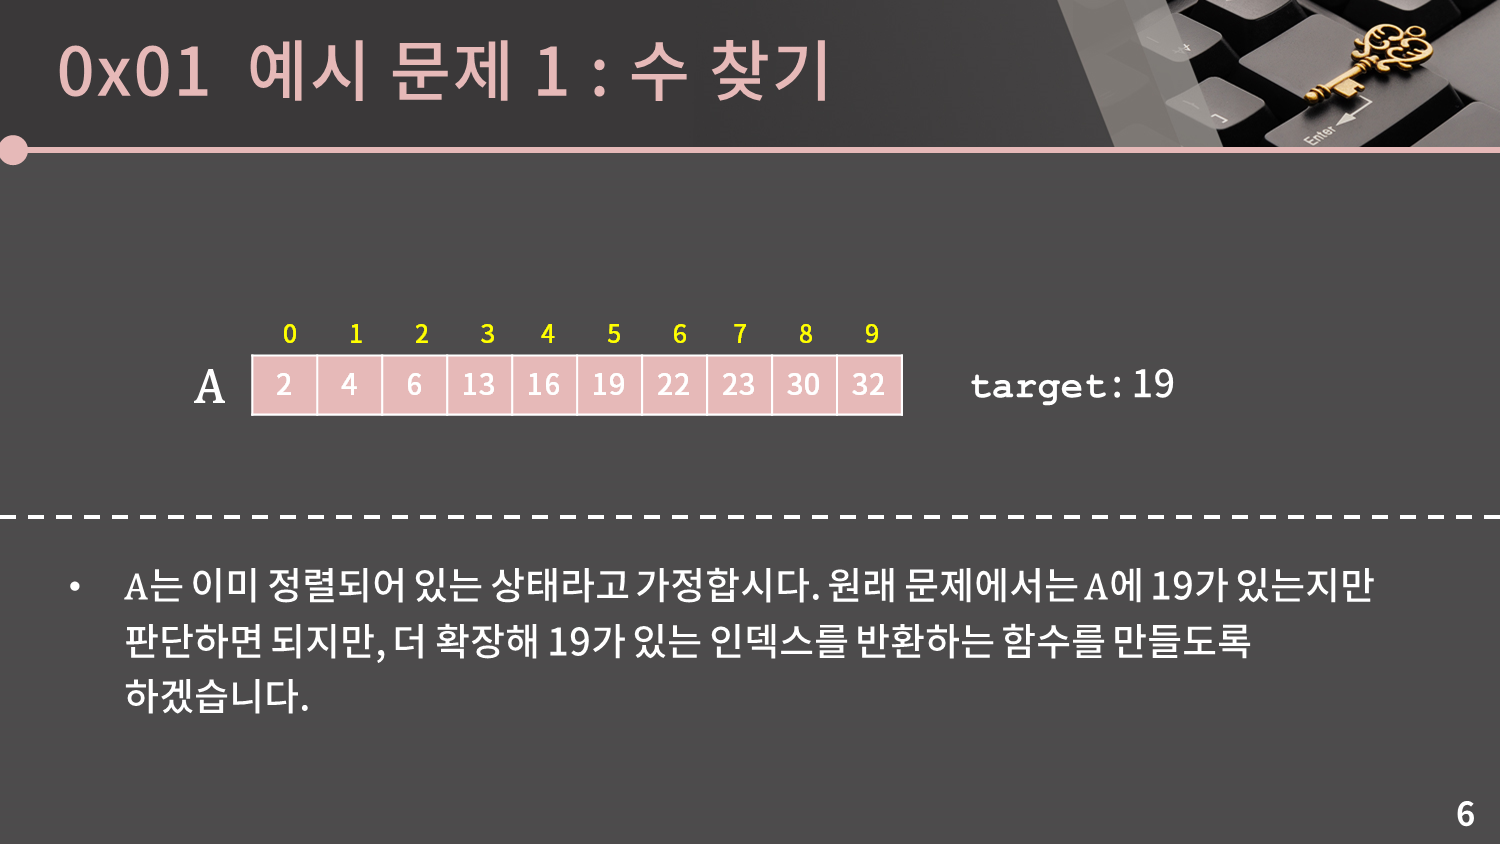 0x01 예시 문제 1 : 수 찾기
Enter
0 1 2 3 4 5 6 7 8 9
A 2 4 6 13 16 19 22 23 30 32 target: 19
• A는 이미 정렬되어 있는 상태라고 가정합시다. 원래 문제에서는 A에 19가 있는지만
판단하면 되지만, 더 확장해 19가 있는 인덱스를 반환하는 함수를 만들도록
하겠습니다.
6